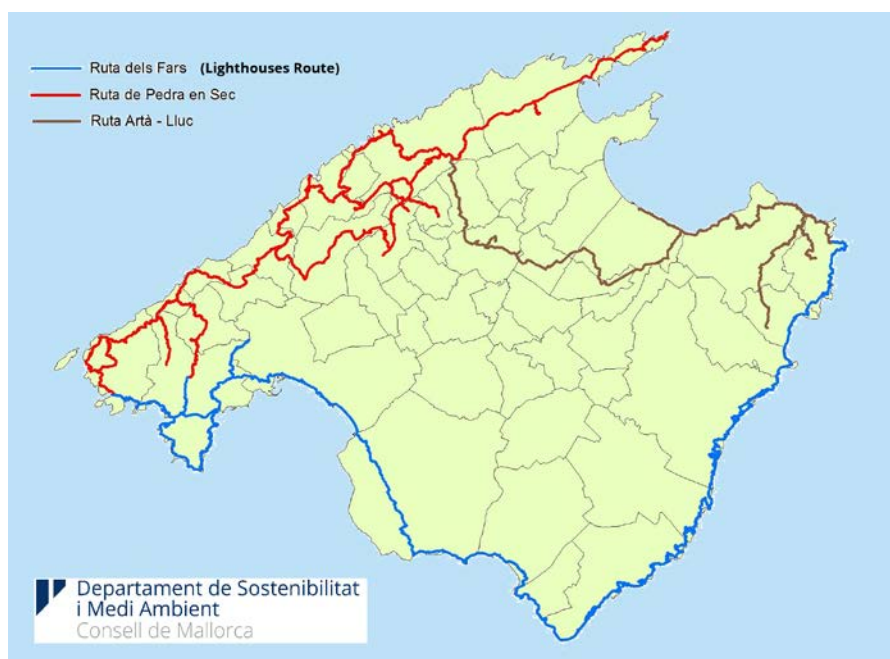 Ruta dels Fars (Lighthouses Route)
Ruta de Pedra en Sec
Ruta Artà - Lluc
Departament de Sostenibilitat
i Medi Ambient
Consell de Mallorca